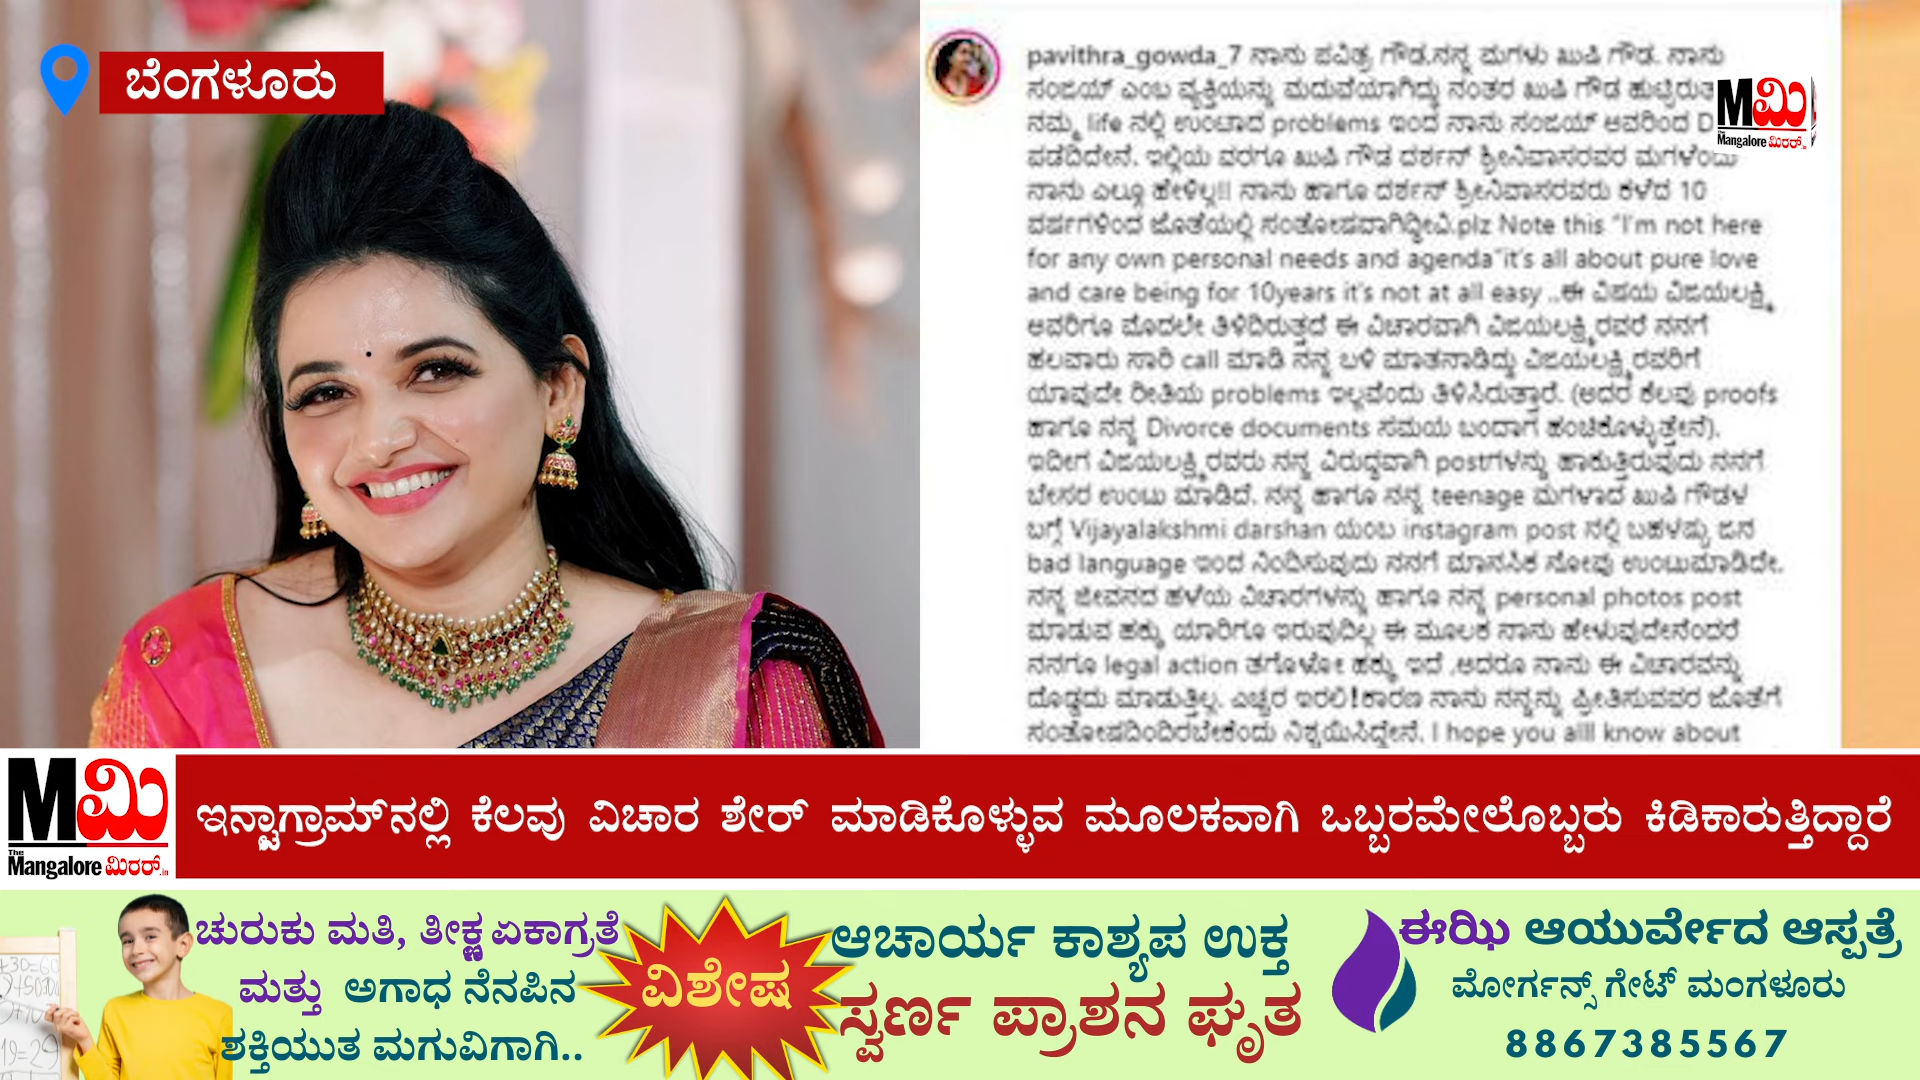 ಬೆಂಗಳೂರು
pavithra_gowda_7 ನಾನು ಪವಿತ್ರ ಗೌಡ.ನನ್ನ ಮಗಳು ಖುಷಿ ಗೌಡ. ನಾನು
ಸಂಜಯ್ ಎಂಬ ವ್ಯಕ್ತಿಯನ್ನು ಮದುವೆಯಾಗಿದ್ದು ನಂತರ ಖುಷಿ ಗೌಡ ಹುಟ್ಟಿರುತ
ನಮ್ಮ life ನಲ್ಲಿ ಉಂಟಾದ problems ಇಂದ ನಾನು ಸಂಜಯ್ ಅವರಿಂದ D
ಪಡೆದಿದೇನೆ. ಇಲ್ಲಿಯ ವರಗೂ ಖುಷಿ ಗೌಡ ದರ್ಶನ್ ಶ್ರೀನಿವಾಸರವರ ಮಗಳೆಂದು
ನಾನು ಎಲ್ಲೂ ಹೇಳಿಲ್ಲ!! ನಾನು ಹಾಗೂ ದರ್ಶನ್ ಶ್ರೀನಿವಾಸರವರು ಕಳೆದ 10
ವರ್ಷಗಳಿಂದ ಜೊತೆಯಲ್ಲಿ ಸಂತೋಷವಾಗಿದ್ದೀವಿ.plz Note this "I'm not here
for any own personal needs and agenda"it's all about pure love
and care being for 10years it's not at all easy ..ಈ ವಿಷಯ ವಿಜಯಲಕ್ಷ್ಮಿ
ಅವರಿಗೂ ಮೊದಲೇ ತಿಳಿದಿರುತ್ತದೆ ಈ ವಿಚಾರವಾಗಿ ವಿಜಯಲಕ್ಷ್ಮಿರವರೆ ನನಗೆ
ಹಲವಾರು ಸಾರಿ call ಮಾಡಿ ನನ್ನ ಬಳಿ ಮಾತನಾಡಿದ್ದು ವಿಜಯಲಕ್ಷ್ಮಿರವರಿಗೆ
ಯಾವುದೇ ರೀತಿಯ problems ಇಲ್ಲವೆಂದು ತಿಳಿಸಿರುತ್ತಾರೆ. (ಅದರ ಕೆಲವು proofs
ಹಾಗೂ ನನ್ನ Divorce documents ಸಮಯ ಬಂದಾಗ ಹಂಚಿಕೊಳ್ಳುತ್ತೇನೆ).
ಇದೀಗ ವಿಜಯಲಕ್ಷ್ಮಿರವರು ನನ್ನ ವಿರುದ್ಧವಾಗಿ postಗಳನ್ನು ಹಾಕುತ್ತಿರುವುದು ನನಗೆ
ಬೇಸರ ಉಂಟು ಮಾಡಿದೆ. ನನ್ನ ಹಾಗೂ ನನ್ನ teenage ಮಗಳಾದ ಖುಷಿ ಗೌಡಳ
ಬಗ್ಗೆ Vijayalakshmi darshan ಯಂಬ instagram post ನಲ್ಲಿ ಬಹಳಷ್ಟು ಜನ
bad language ಇಂದ ನಿಂದಿಸುವುದು ನನಗೆ ಮಾನಸಿಕ ನೋವು ಉಂಟುಮಾಡಿದೇ.
ನನ್ನ ಜೀವನದ ಹಳೆಯ ವಿಚಾರಗಳನ್ನು ಹಾಗೂ ನನ್ನ personal photos post
ಮಾಡುವ ಹಕ್ಕು ಯಾರಿಗೂ ಇರುವುದಿಲ್ಲ ಈ ಮೂಲಕ ನಾನು ಹೇಳುವುದೇನೆಂದರೆ
ನನಗೂ legal action ತಗೊಳೋ ಹಕ್ಕು ಇದೆ .ಆದರೂ ನಾನು ಈ ವಿಚಾರವನ್ನು
ದೊಡ್ಡದು ಮಾಡುತ್ತಿಲ್ಲ. ಎಚ್ಚರ ಇರಲಿ!ಕಾರಣ ನಾನು ನನ್ನನ್ನು ಪ್ರೀತಿಸುವವರ ಜೊತೆಗೆ
ಸಂತೋಷದಿಂದಿರಬೇಕೆಂದು ನಿಶ್ಚಯಿಸಿದ್ದೇನೆ. I hope you alll know about
Mಮಿ
The Mangalore ಮಿರರ್.in
Mಮಿ
The Mangalore ಮಿರರ್.in
ಇನ್ಸ್ಟಾಗ್ರಾಮ್‌ನಲ್ಲಿ ಕೆಲವು ವಿಚಾರ ಶೇರ್ ಮಾಡಿಕೊಳ್ಳುವ ಮೂಲಕವಾಗಿ ಒಬ್ಬರಮೇಲೊಬ್ಬರು ಕಿಡಿಕಾರುತ್ತಿದ್ದಾರೆ
ಚುರುಕು ಮತಿ, ತೀಕ್ಷ್ಣ ಏಕಾಗ್ರತೆ
ಮತ್ತು ಅಗಾಧ ನೆನಪಿನ
ಶಕ್ತಿಯುತ ಮಗುವಿಗಾಗಿ..
ವಿಶೇಷ
ಆಚಾರ್ಯ ಕಾಶ್ಯಪ ಉಕ್ತ
ಸ್ವರ್ಣ ಪ್ರಾಶನ ಘೃತ
ಈಝಿ ಆಯುರ್ವೇದ ಆಸ್ಪತ್ರೆ
ಮೋರ್ಗನ್ಸ್ ಗೇಟ್ ಮಂಗಳೂರು
8867385567